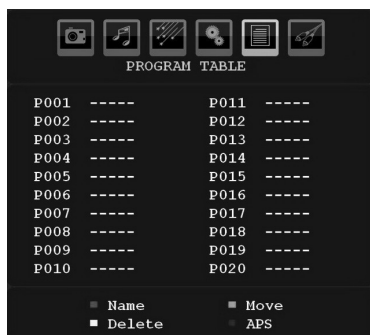 PROGRAM TABLE
P001 ----- P011 -----
P002 ----- P012 -----
P003 ----- P013 -----
P004 ----- P014 -----
P005 ----- P015 -----
P006 ----- P016 -----
P007 ----- P017 -----
P008 ----- P018 -----
P009 ----- P019 -----
P010 ----- P020 -----
Name Move
Delete APS